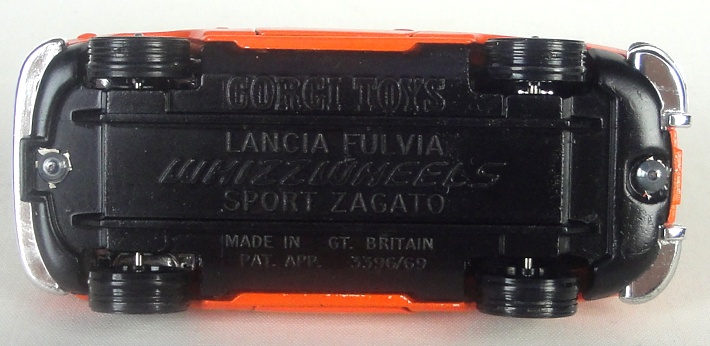 CORGI TOYS
LANCIA FULVIA
WHIZZWHEELS
SPORT ZAGATO
MADE IN GT. BRITAIN
PAT. APP. 3396/69